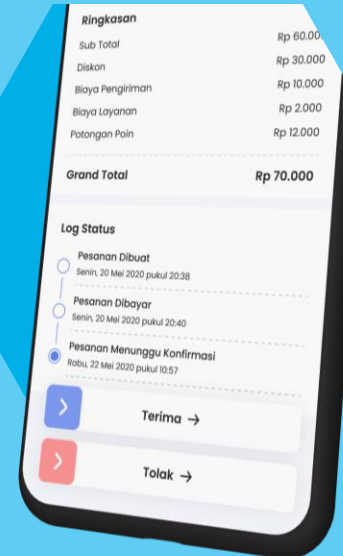 Ringkasan
Sub Total Rp 60.000
Diskon Rp 30.000
Biaya Pengiriman Rp 10.000
Biaya Layanan Rp 2.000
Potongan Poin Rp 12.000
Grand Total Rp 70.000
Log Status
Pesanan Dibuat
Senin, 20 Mei 2020 pukul 20:38
Pesanan Dibayar
Senin, 20 Mei 2020 pukul 20:40
Pesanan Menunggu Konfirmasi
Rabu, 22 Mei 2020 pukul 10:57
Terima →
Tolak →